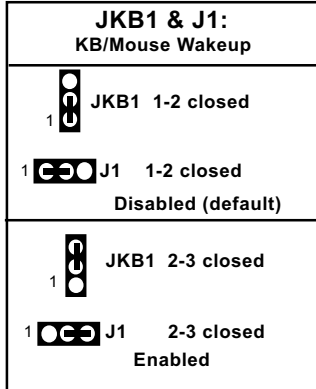 JKB1 & J1:
KB/Mouse Wakeup
JKB1 1-2 closed
1
1 J1 1-2 closed
Disabled (default)
JKB1 2-3 closed
1
1 J1 2-3 closed
Enabled